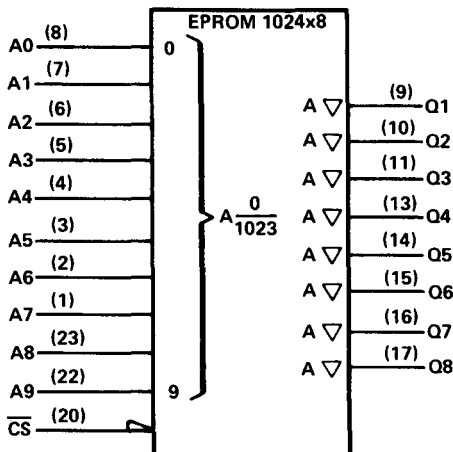 EPROM 1024x8
A0 (8) 0
A1 (7)
A2 (6)
A3 (5)
A4 (4)
A5 (3)
A6 (2)
A7 (1)
A8 (23)
A9 (22) 9
CS (20)
A 0
1023
A (9) Q1
A (10) Q2
A (11) Q3
A (13) Q4
A (14) Q5
A (15) Q6
A (16) Q7
A (17) Q8